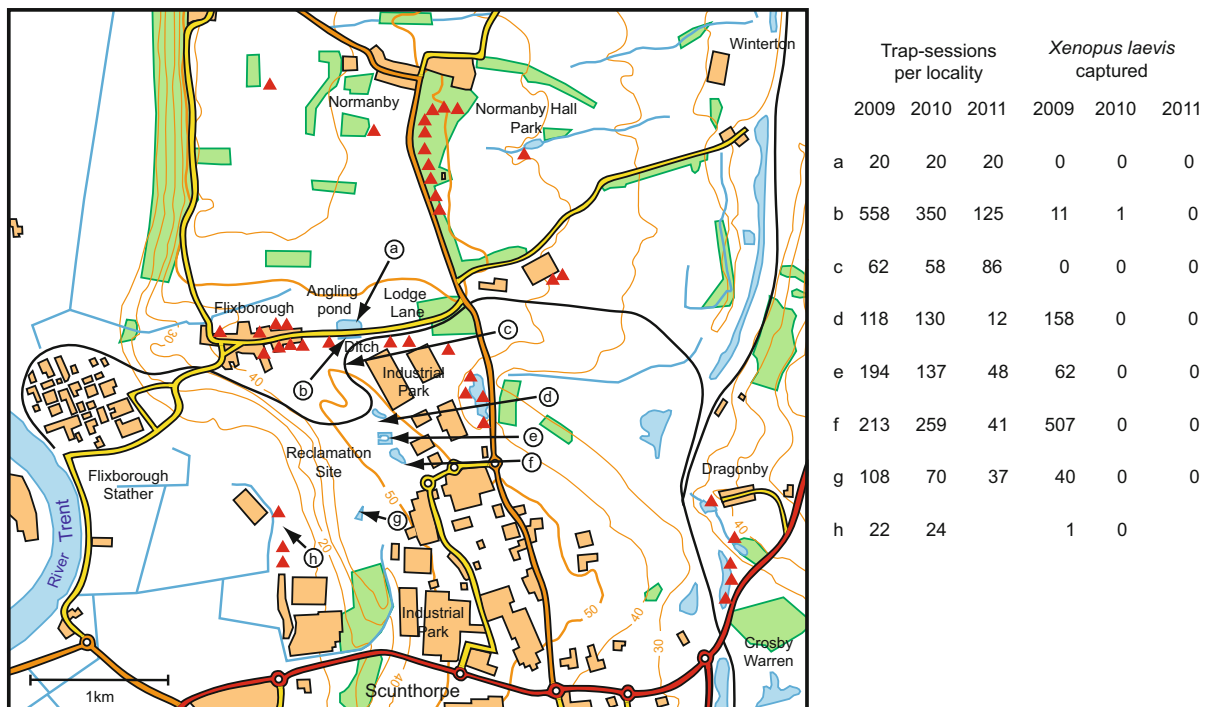 Winterton
Normanby
Normanby Hall
Park
a
Angling
pond
Lodge
Lane
Flixborough
30
c
Ditch
40
b
Industrial
Park
d
e
Reclamation
Site
f
Flixborough
Stather
50
g
20
h
River Trent
Dragonby
40
Industrial
Park
50
40
30
40
Crosby
Warren
1km
Scunthorpe
Trap-sessions
per locality
Xenopus laevis
captured
2009 2010 2011 2009 2010 2011
a 20 20 20 0 0 0
b 558 350 125 11 1 0
c 62 58 86 0 0 0
d 118 130 12 158 0 0
e 194 137 48 62 0 0
f 213 259 41 507 0 0
g 108 70 37 40 0 0
h 22 24 1 0